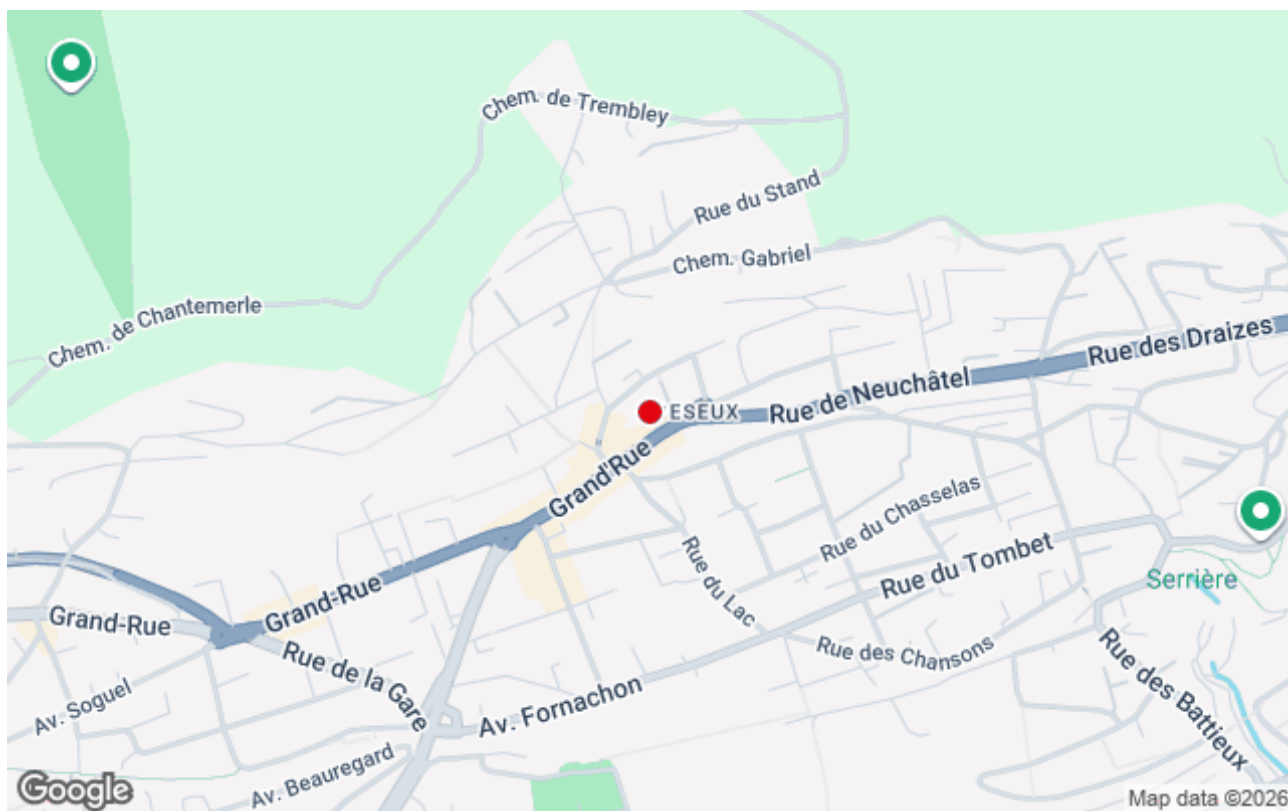 Chem. de Trembley
Rue du Stand
Chem. Gabriel
Chem. de Chantemerle
Rue des Draizes
Rue de Neuchâtel
ESEUX
Grand'Rue
Rue du Chasselas
Rue du Tombet
Serrière
Rue du Lac
Grand-Rue
Grand-Rue
Rue des Chansons
Rue de la Gare
Rue des Battieux
Av. Soguel
Av. Fornachon
Av. Beauregard
Google
Map data ©2026